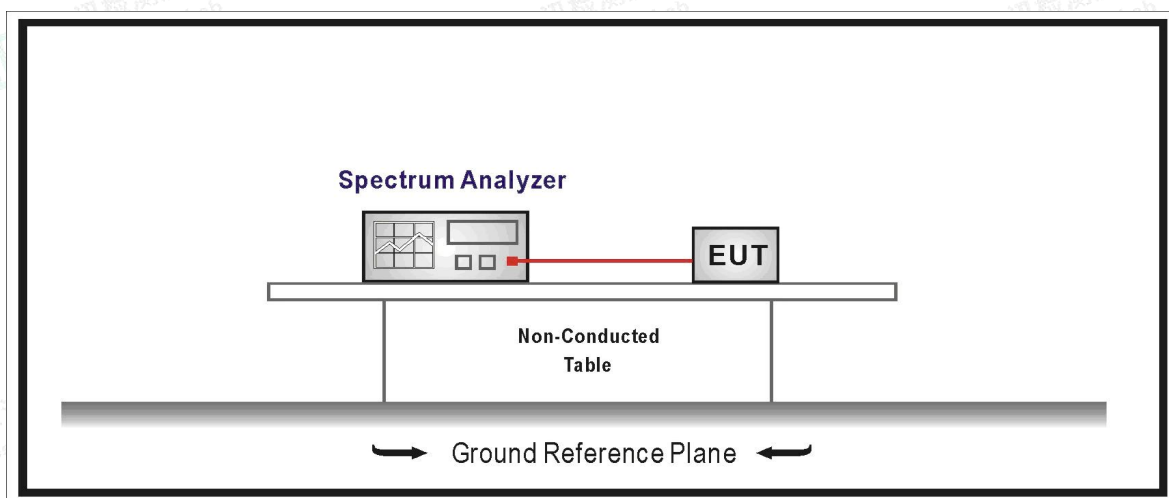 Spectrum Analyzer
EUT
Non-Conducted
Table
Ground Reference Plane